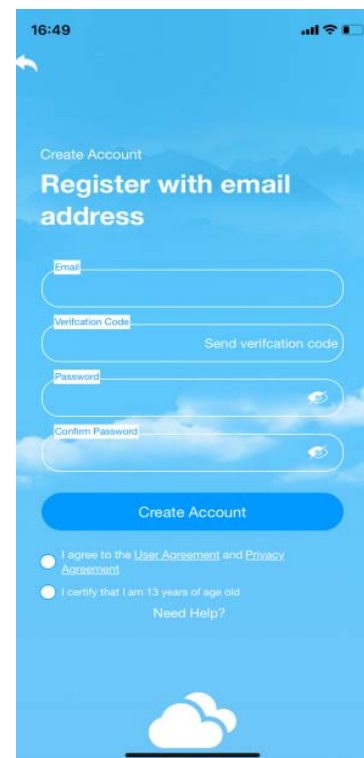 16:49
Create Account
Register with email
address
Email
Verifcation Code
Send verifcation code
Password
Confirm Password
Create Account
I agree to the User Agreement and Privacy
Agreement
I certify that I am 13 years of age old
Need Help?